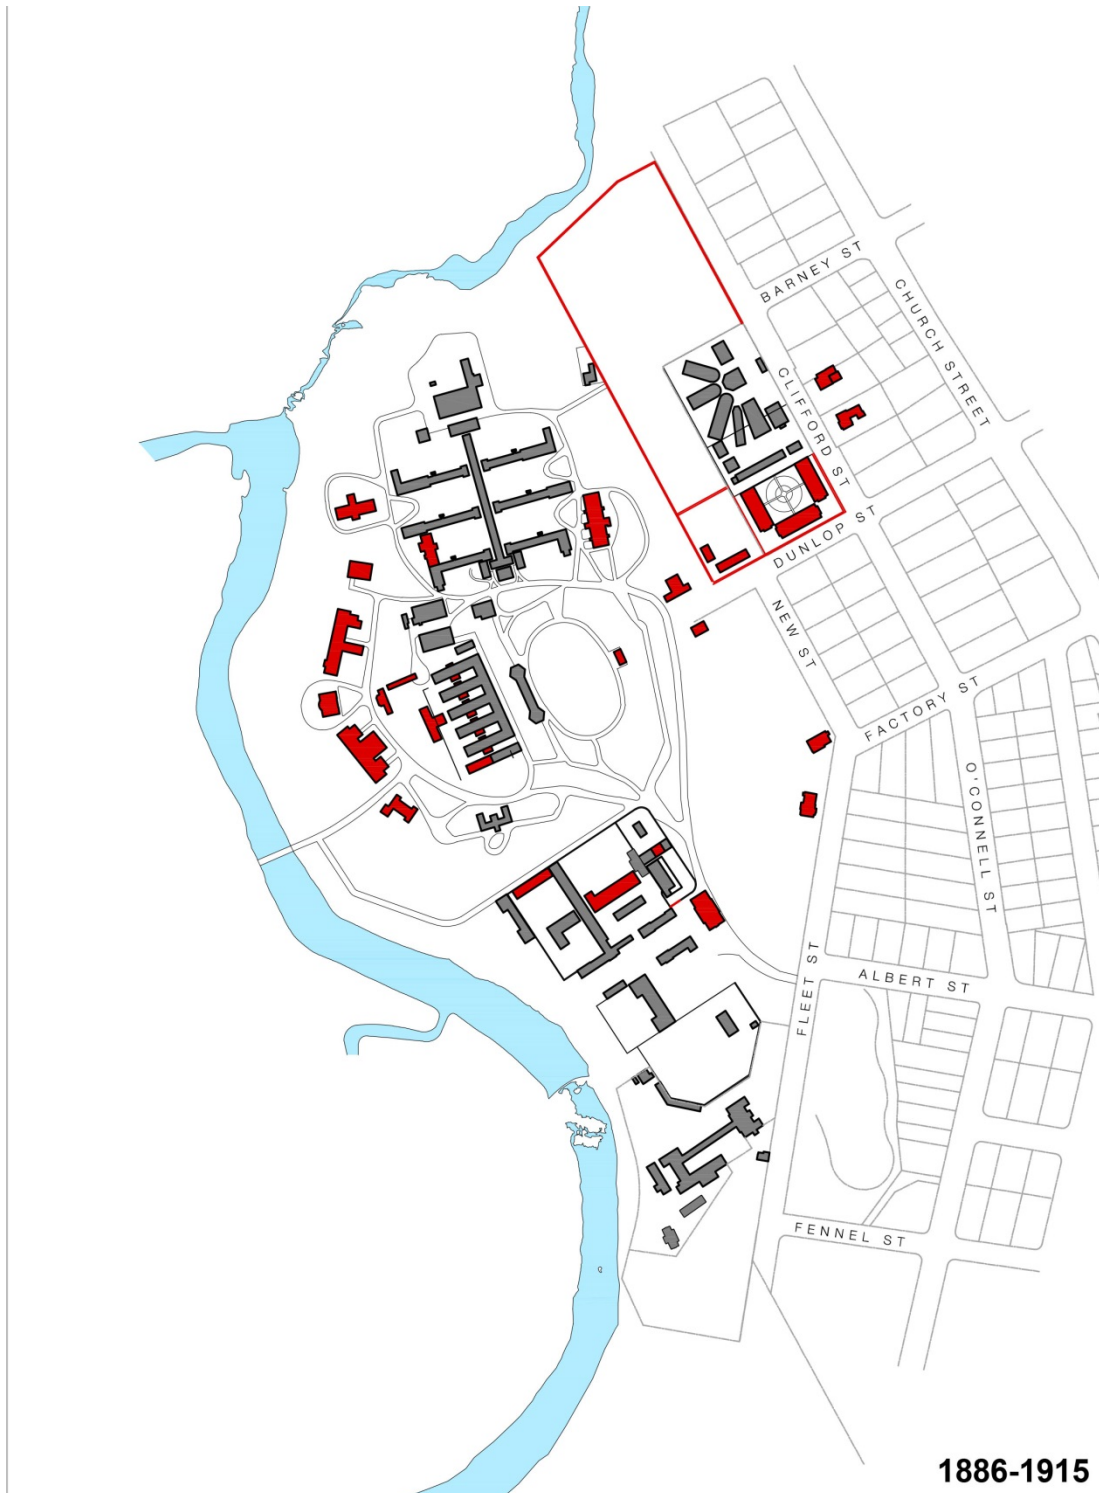 BARNEY ST
CHURCH STREET
CLIFFORD ST
DUNLOP ST
NEW ST
FACTORY ST
O'CONNELL ST
ALBERT ST
FLEET ST
FENNEL ST
1886-1915